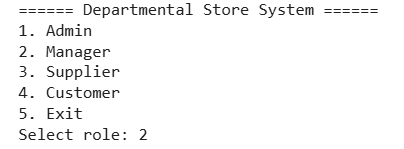 ====== Departmental Store System ======
1. Admin
2. Manager
3. Supplier
4. Customer
5. Exit
Select role: 2